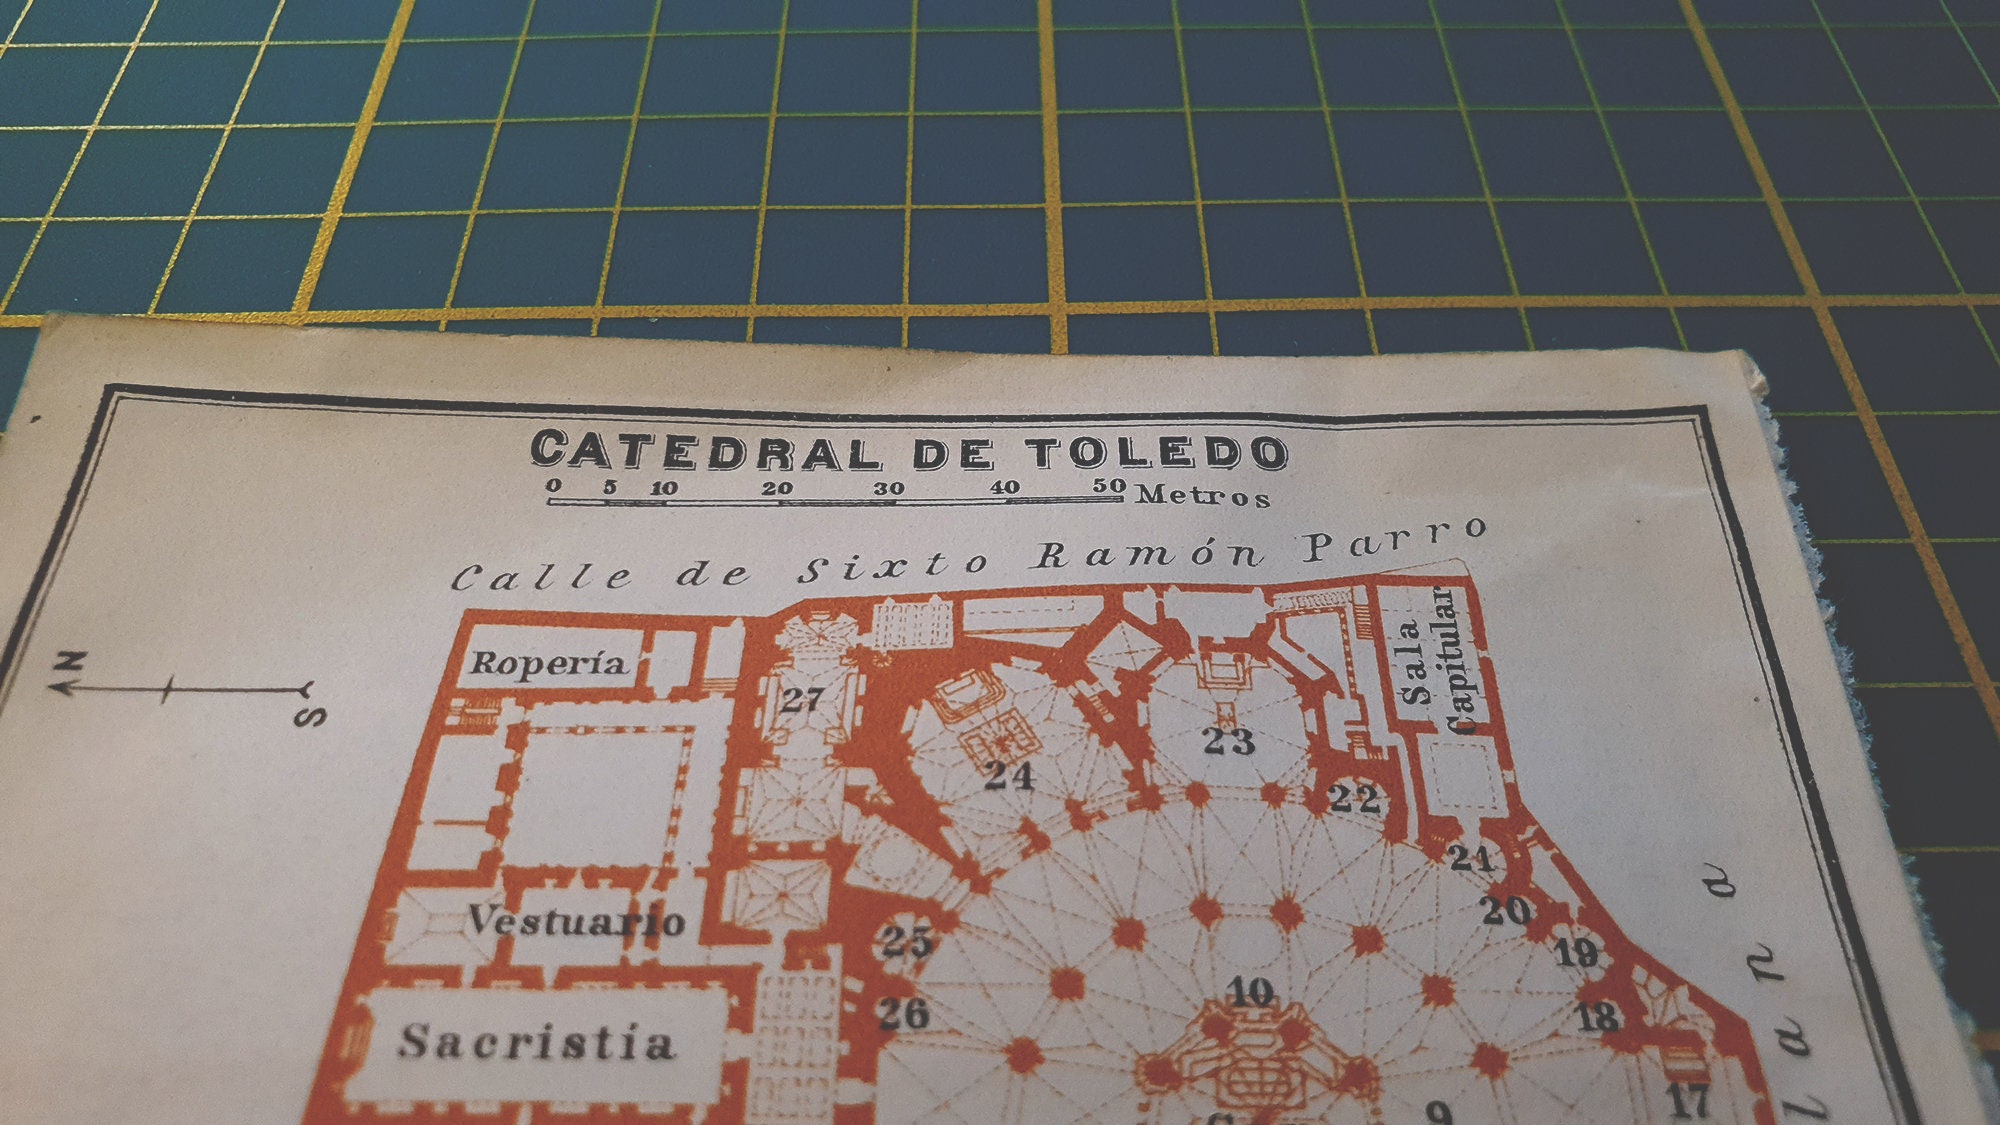 CATEDRAL DE TOLEDO
0 5 10 20 30 40 50 Metros
Calle de Sixto Ramón Parro
N
S
Ropería
Sala
Capitular
27
24
23
22
21
20
19
18
17
Vestuario
25
26
10
9
Sacristía